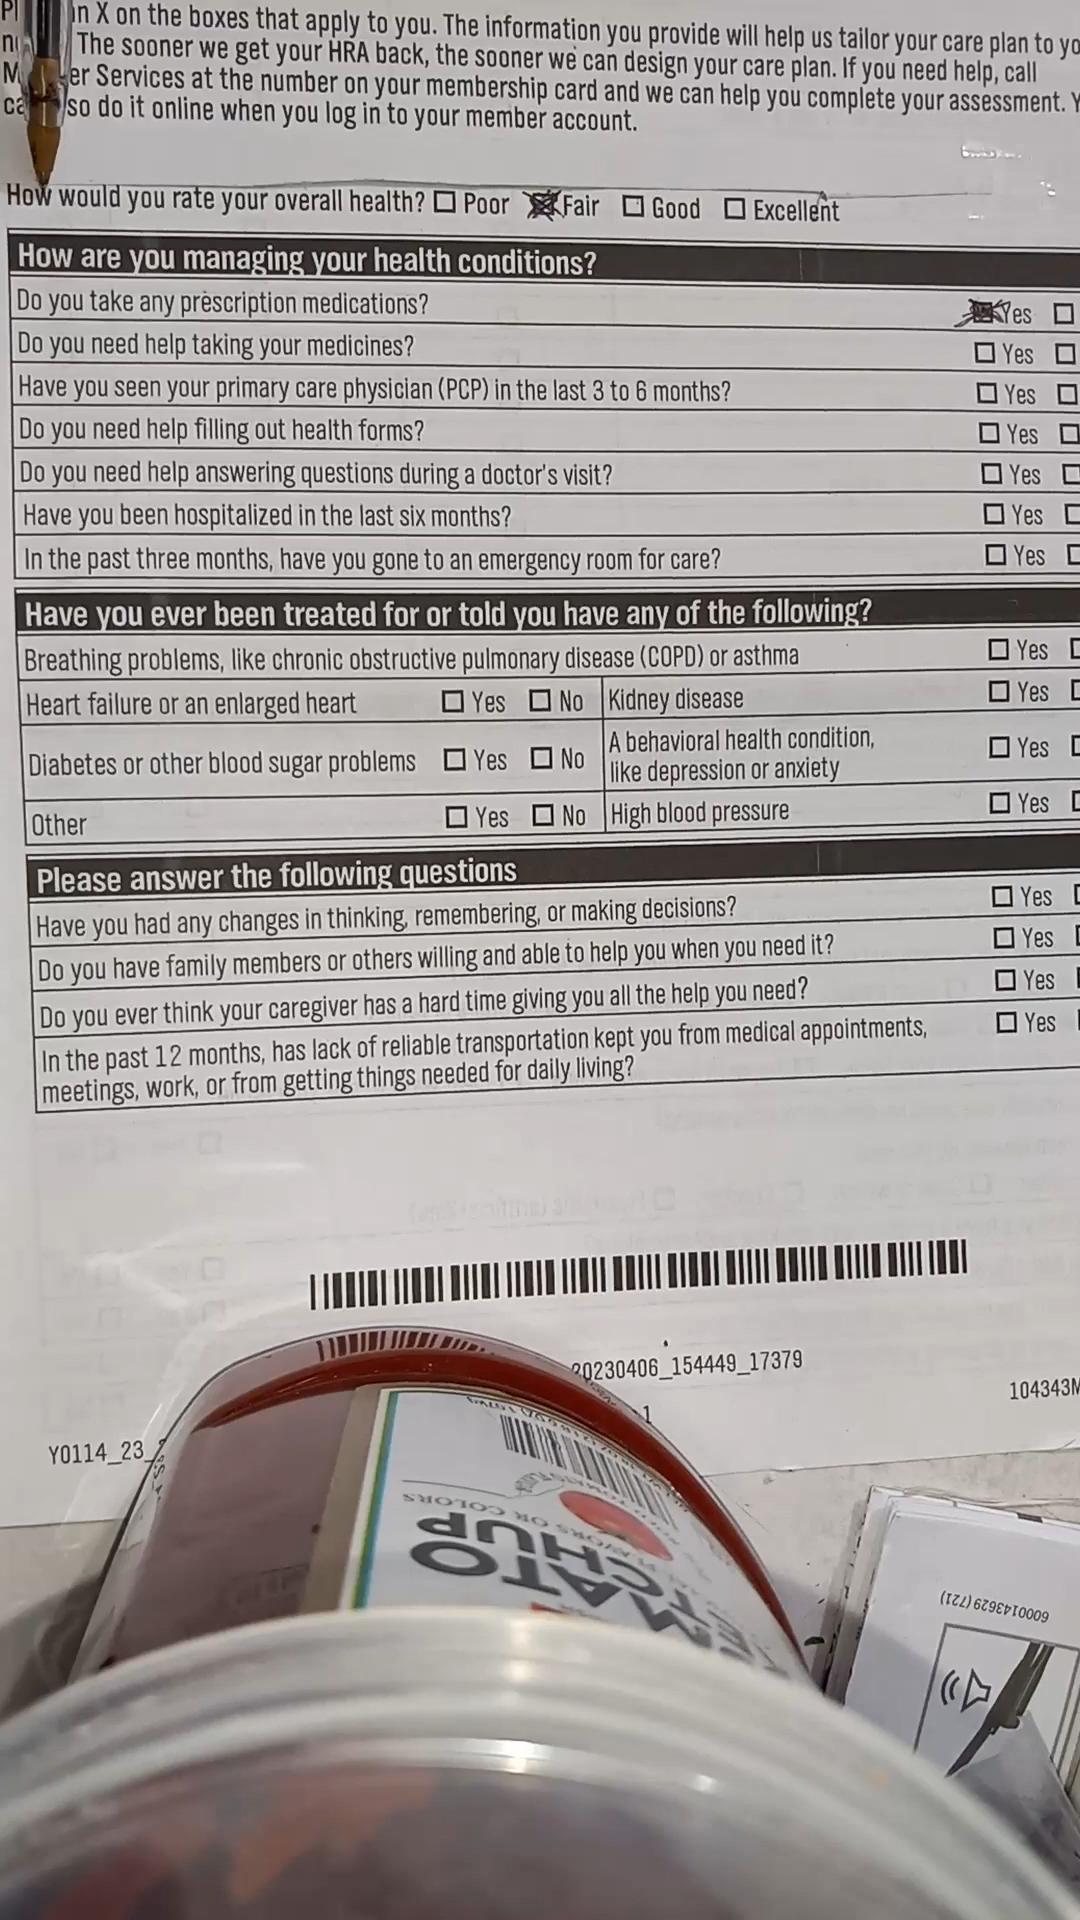 in X on the boxes that apply to you. The information you provide will help us tailor your care plan to yo
The sooner we get your HRA back, the sooner we can design your care plan. If you need help, call
er Services at the number on your membership card and we can help you complete your assessment. Y
so do it online when you log in to your member account.
How would you rate your overall health? Poor Fair Good Excellent
How are you managing your health conditions?
Do you take any prescription medications? Yes
Do you need help taking your medicines? Yes
Have you seen your primary care physician (PCP) in the last 3 to 6 months? Yes
Do you need help filling out health forms? Yes
Do you need help answering questions during a doctor's visit? Yes
Have you been hospitalized in the last six months? Yes
In the past three months, have you gone to an emergency room for care? Yes
Have you ever been treated for or told you have any of the following?
Breathing problems, like chronic obstructive pulmonary disease (COPD) or asthma Yes
Heart failure or an enlarged heart Yes No Kidney disease Yes
Diabetes or other blood sugar problems Yes No A behavioral health condition,
like depression or anxiety Yes
Other Yes No High blood pressure Yes
Please answer the following questions
Have you had any changes in thinking, remembering, or making decisions? Yes
Do you have family members or others willing and able to help you when you need it? Yes
Do you ever think your caregiver has a hard time giving you all the help you need? Yes
In the past 12 months, has lack of reliable transportation kept you from medical appointments, Yes
meetings, work, or from getting things needed for daily living?
20230406_154449_17379
104343M
1
Y0114_23_
OR COLORS
MATO
TCHUP
6000143629 (721)